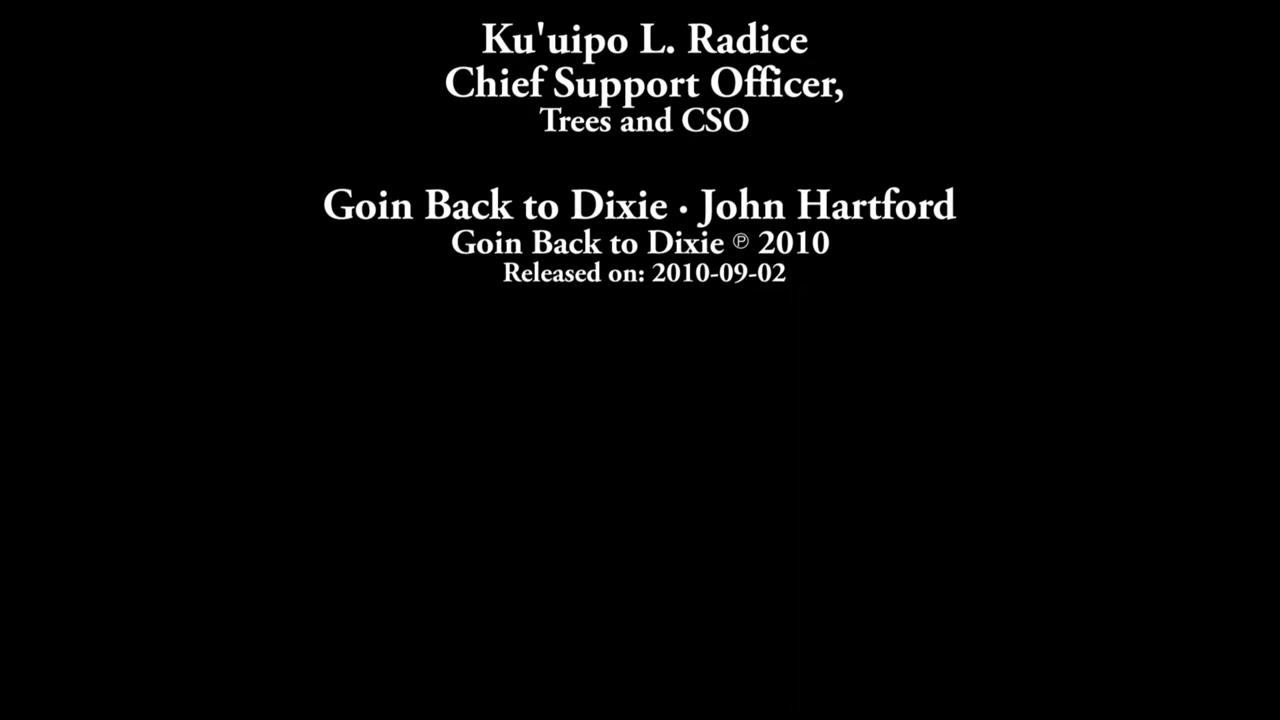 Ku'uipo L. Radice
Chief Support Officer,
Trees and CSO
Goin Back to Dixie · John Hartford
Goin Back to Dixie ℗ 2010
Released on: 2010-09-02